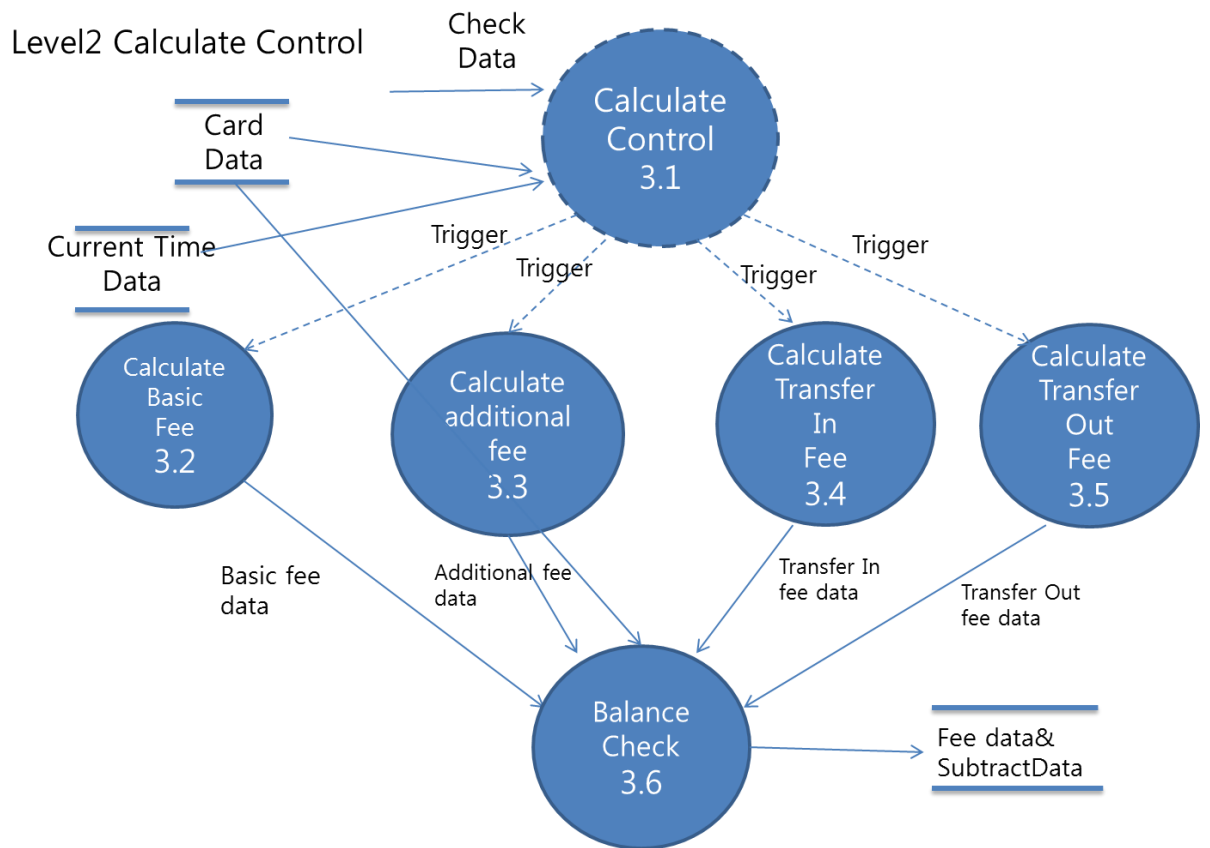 Level2 Calculate Control
Check
Data
Calculate
Control
3.1
Card
Data
Current Time
Data
Trigger
Trigger
Trigger
Trigger
Calculate
Basic
Fee
3.2
Calculate
additional
fee
3.3
Calculate
Transfer
In
Fee
3.4
Calculate
Transfer
Out
Fee
3.5
Basic fee
data
Additional fee
data
Transfer In
fee data
Transfer Out
fee data
Balance
Check
3.6
Fee data&
SubtractData